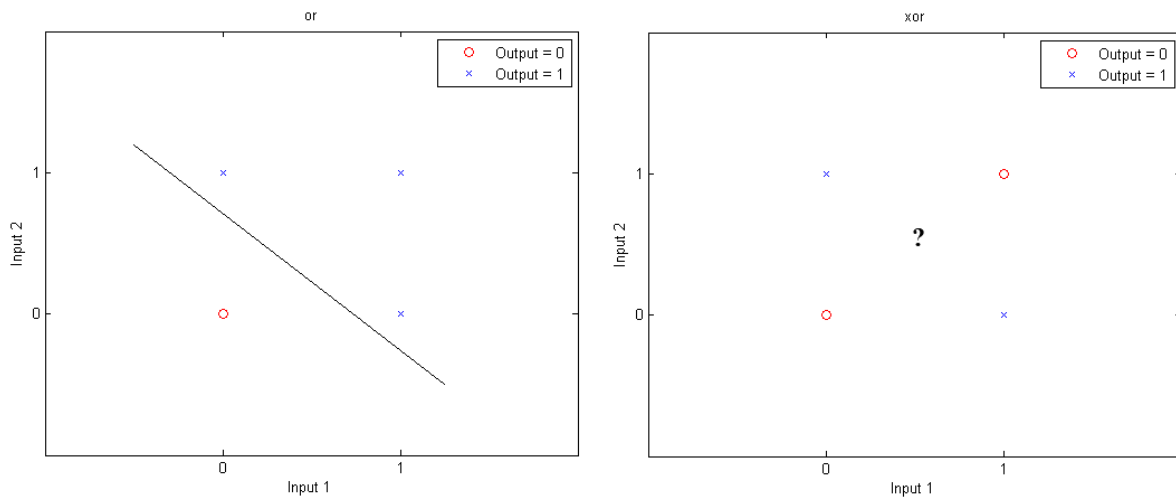 or
Output = 0
Output = 1
1
0
Input 2
0
1
Input 1
xor
Output = 0
Output = 1
1
?
0
Input 2
0
1
Input 1